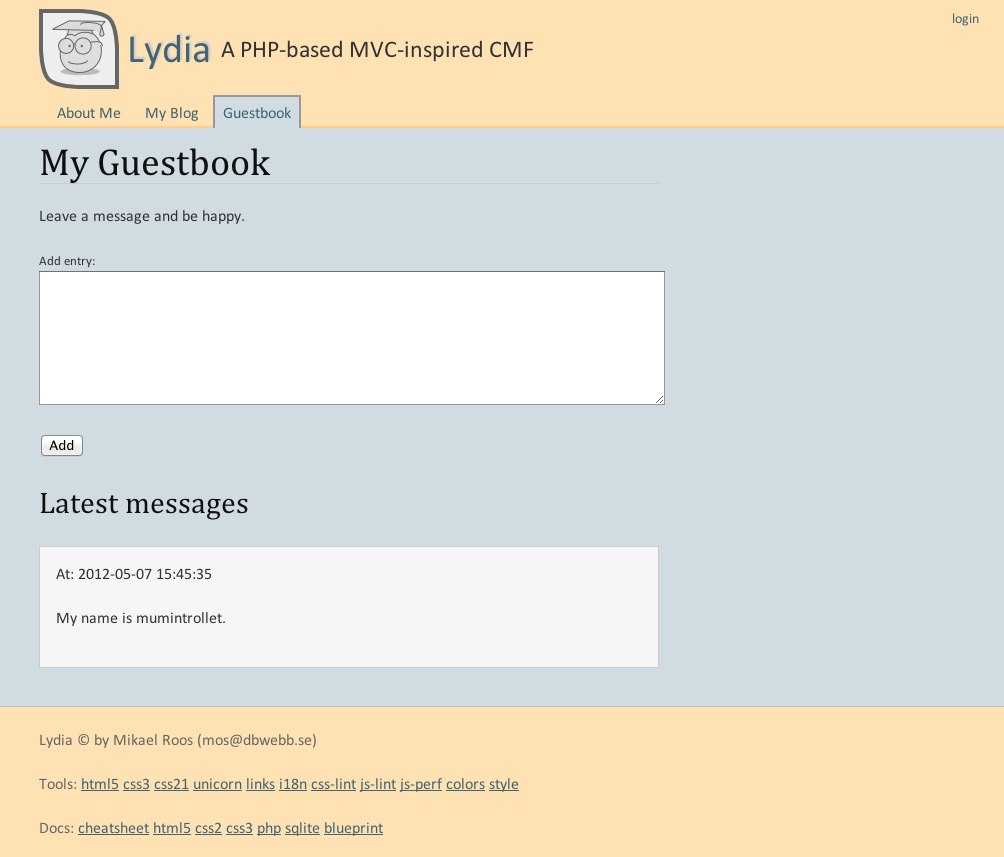 login
Lydia A PHP-based MVC-inspired CMF
About Me My Blog Guestbook
My Guestbook
Leave a message and be happy.
Add entry:
Add
Latest messages
At: 2012-05-07 15:45:35
My name is mumintrollet.
Lydia © by Mikael Roos (mos@dbwebb.se)
Tools: html5 css3 css21 unicorn links i18n css-lint js-lint js-perf colors style
Docs: cheatsheet html5 css2 css3 php sqlite blueprint